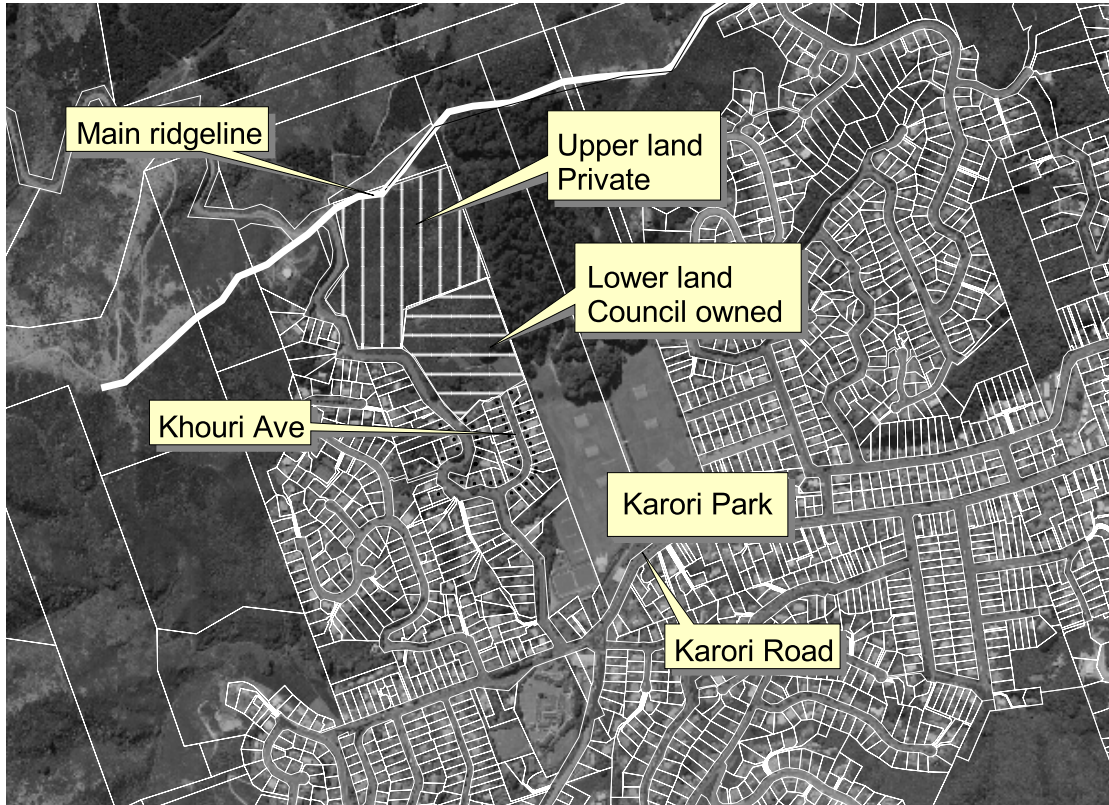 Main ridgeline
Upper land
Private
Lower land
Council owned
Khouri Ave
Karori Park
Karori Road